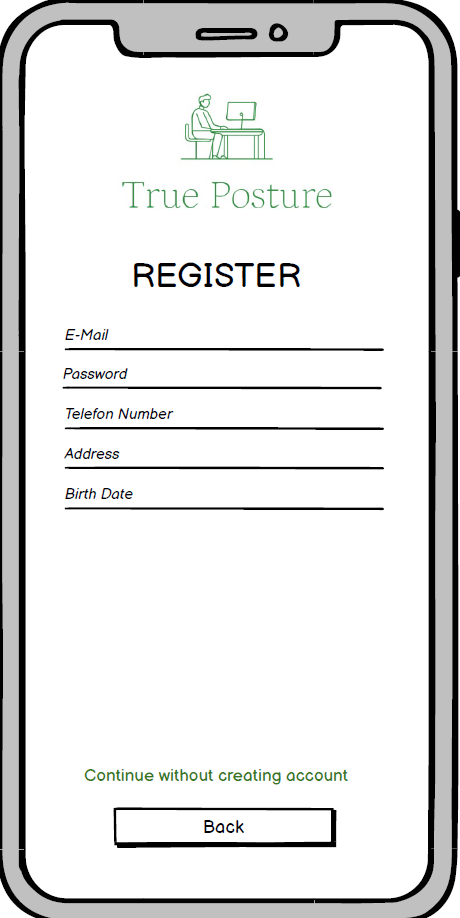 True Posture
REGISTER
E-Mail
Password
Telefon Number
Address
Birth Date
Continue without creating account
Back